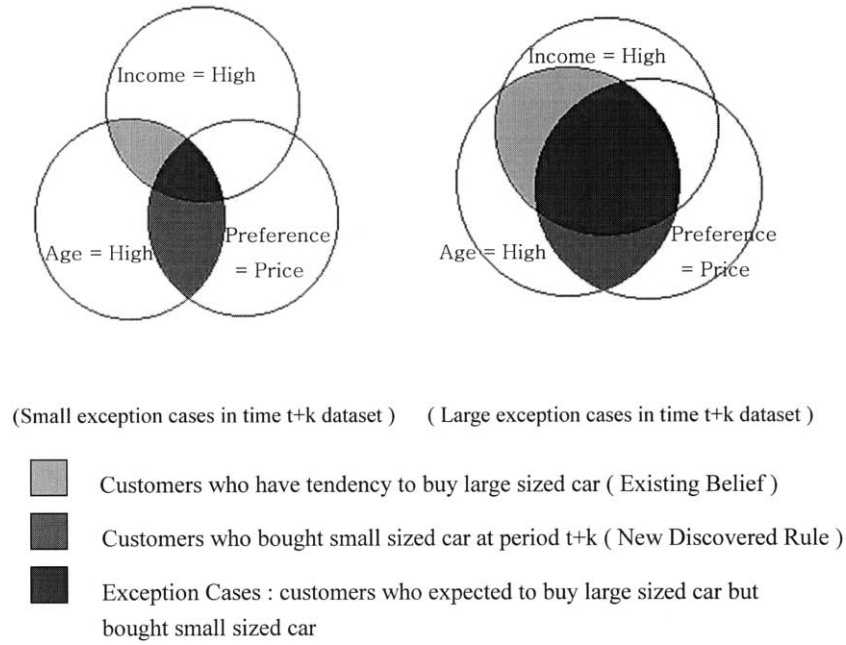 Income = High
Age = High
Preference
= Price
Income = High
Age = High
Preference
= Price
(Small exception cases in time t+k dataset )
( Large exception cases in time t+k dataset )
Customers who have tendency to buy large sized car ( Existing Belief )
Customers who bought small sized car at period t+k ( New Discovered Rule )
Exception Cases : customers who expected to buy large sized car but
bought small sized car